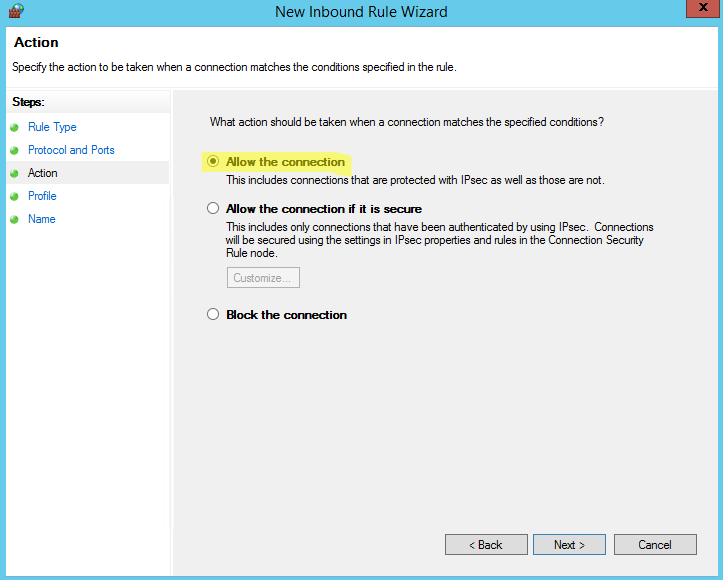 New Inbound Rule Wizard
x
Action
Specify the action to be taken when a connection matches the conditions specified in the rule.
Steps:
Rule Type
Protocol and Ports
Action
Profile
Name
What action should be taken when a connection matches the specified conditions?
Allow the connection
This includes connections that are protected with IPsec as well as those are not.
Allow the connection if it is secure
This includes only connections that have been authenticated by using IPsec. Connections
will be secured using the settings in IPsec properties and rules in the Connection Security
Rule node.
Customize...
Block the connection
< Back
Next >
Cancel